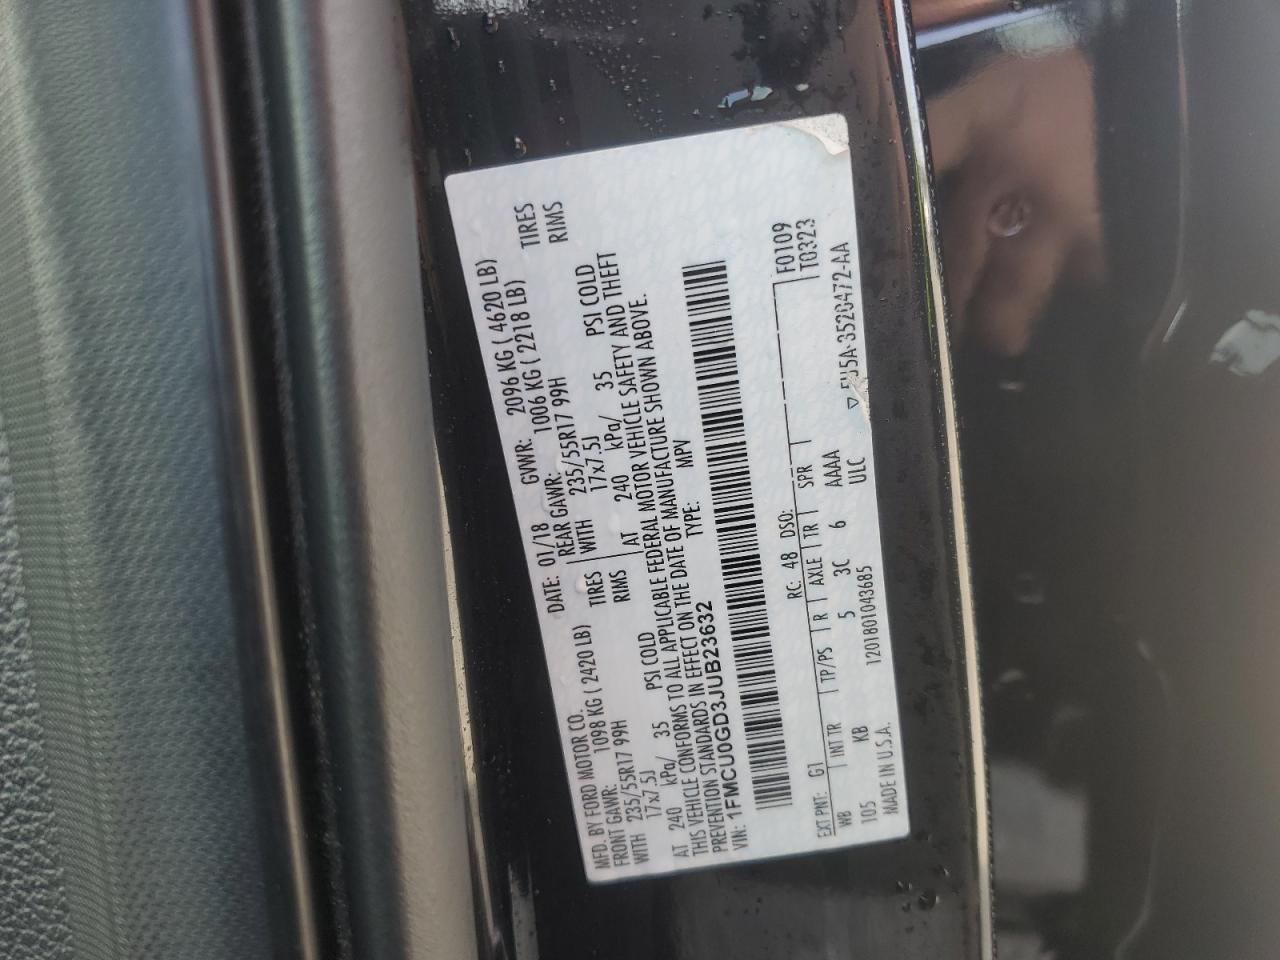 MFD. BY FORD MOTOR CO.
DATE: 01/18 GVWR: 2096 KG ( 4620 LB)
FRONT GAWR: 1098 KG ( 2420 LB) REAR GAWR: 1006 KG ( 2218 LB)
WITH 235/55R17 99H TIRES WITH 235/55R17 99H TIRES
17x7.5J RIMS 17x7.5J RIMS
AT 240 kPa/ 35 PSI COLD AT 240 kPa/ 35 PSI COLD
THIS VEHICLE CONFORMS TO ALL APPLICABLE FEDERAL MOTOR VEHICLE SAFETY AND THEFT
PREVENTION STANDARDS IN EFFECT ON THE DATE OF MANUFACTURE SHOWN ABOVE.
VIN: 1FMCU0GD3JUB23632 TYPE: MPV
F0109
T0323
EXT PNT: G1 RC: 48 DSO:
WB INT TR TP/PS R AXLE TR SPR
105 KB 5 3C 6 AAAA
MADE IN U.S.A. 1201801043685 ULC
5A-3520472-AA